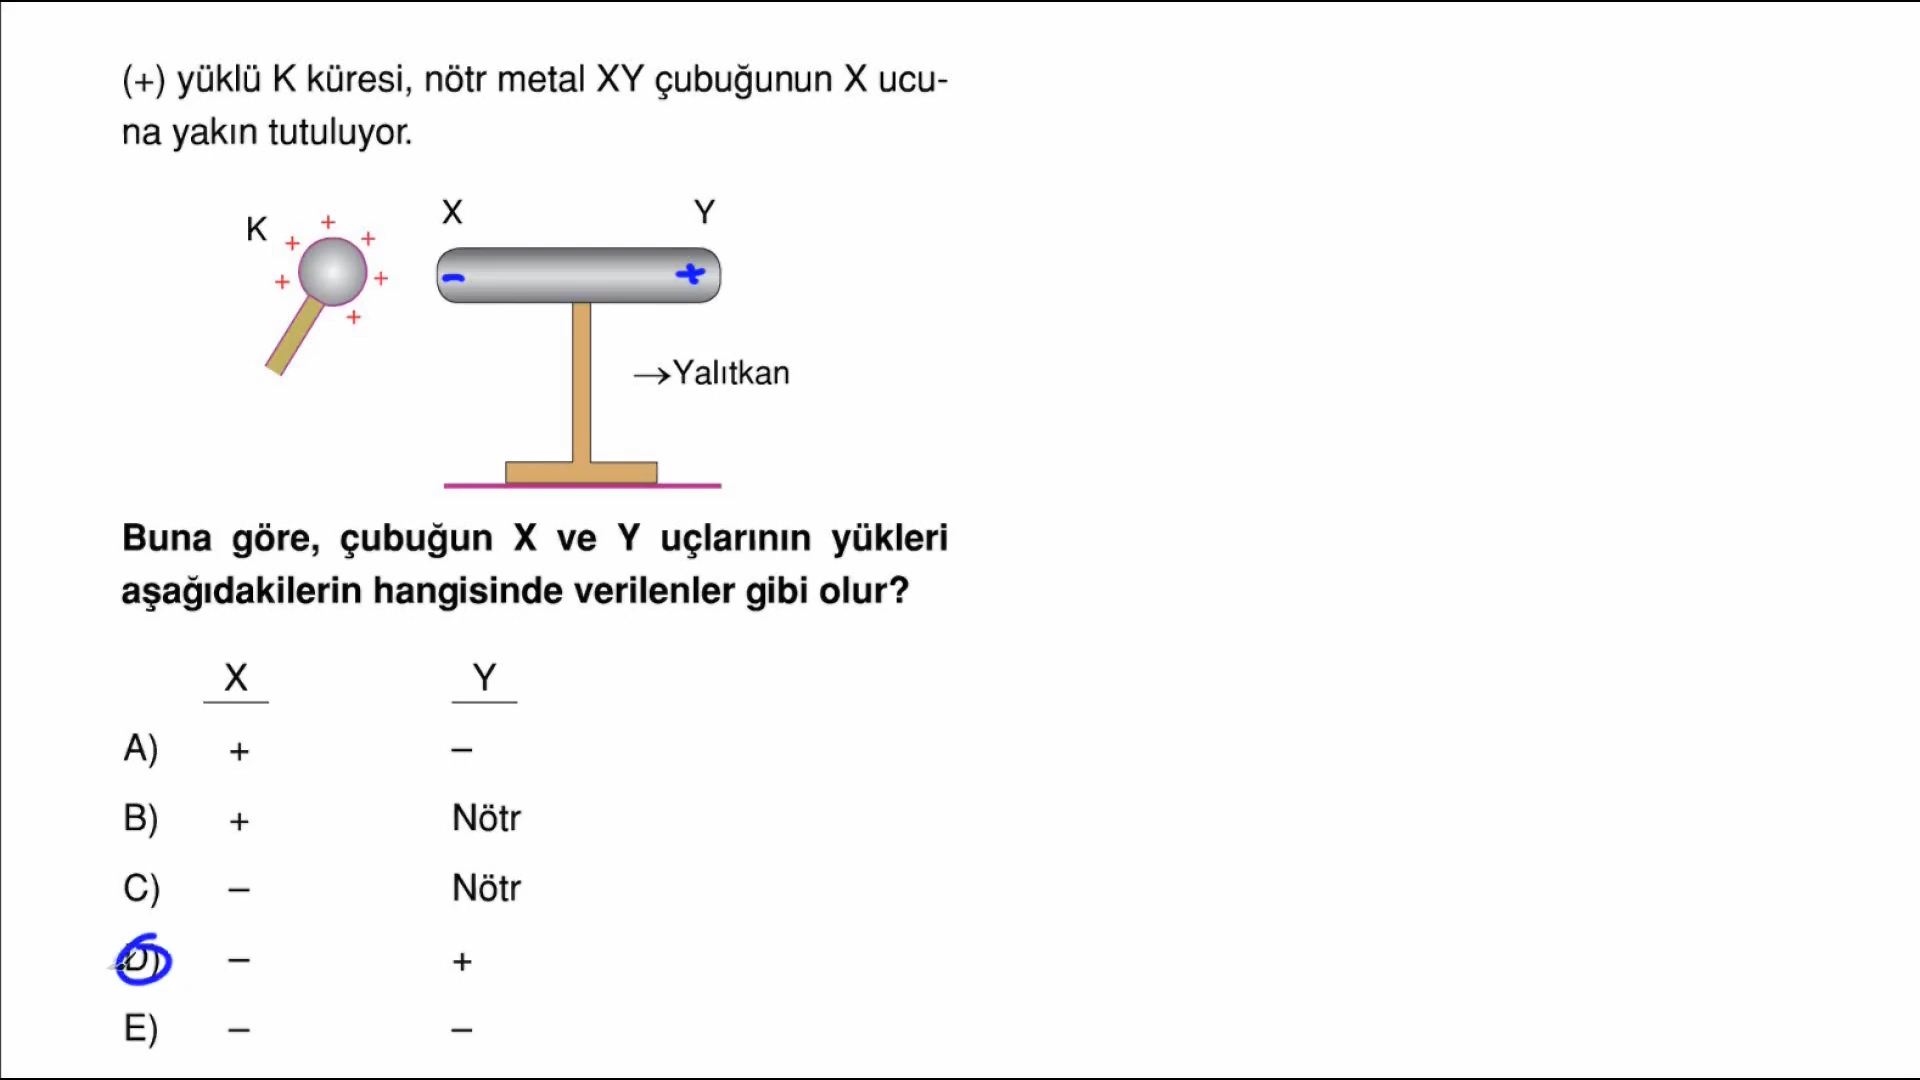 (+) yüklü K küresi, nötr metal XY çubuğunun X ucu-
na yakın tutuluyor.
K + + + + + +
X Y
- +
→Yalıtkan
Buna göre, çubuğun X ve Y uçlarının yükleri
aşağıdakilerin hangisinde verilenler gibi olur?
X Y
A) + –
B) + Nötr
C) – Nötr
D) – +
E) – –